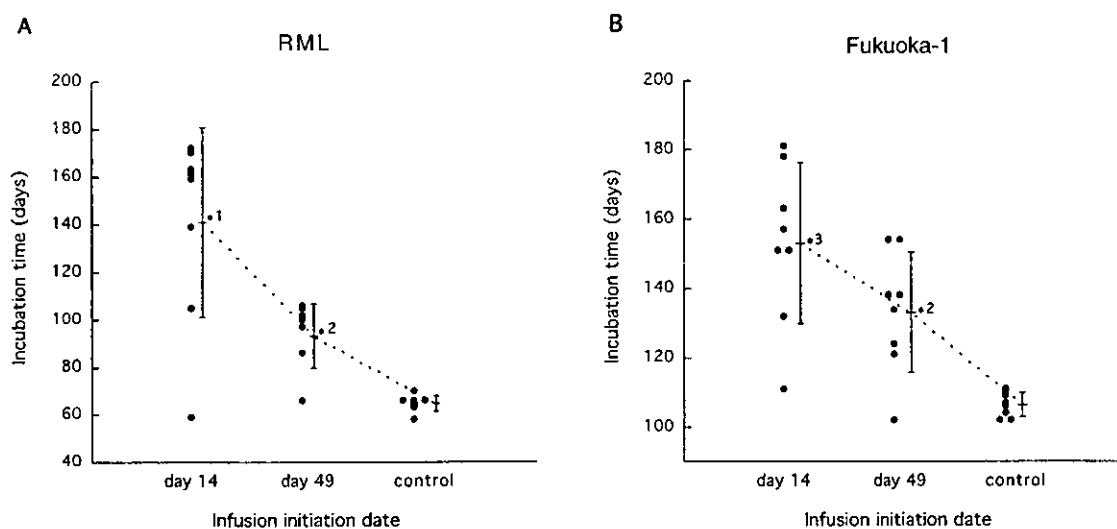 A
RML
Incubation time (days)
200
180
160
140
120
100
80
60
40
•1
•2
day 14
day 49
control
Infusion initiation date
B
Fukuoka-1
Incubation time (days)
200
180
160
140
120
100
•3
•2
day 14
day 49
control
Infusion initiation date